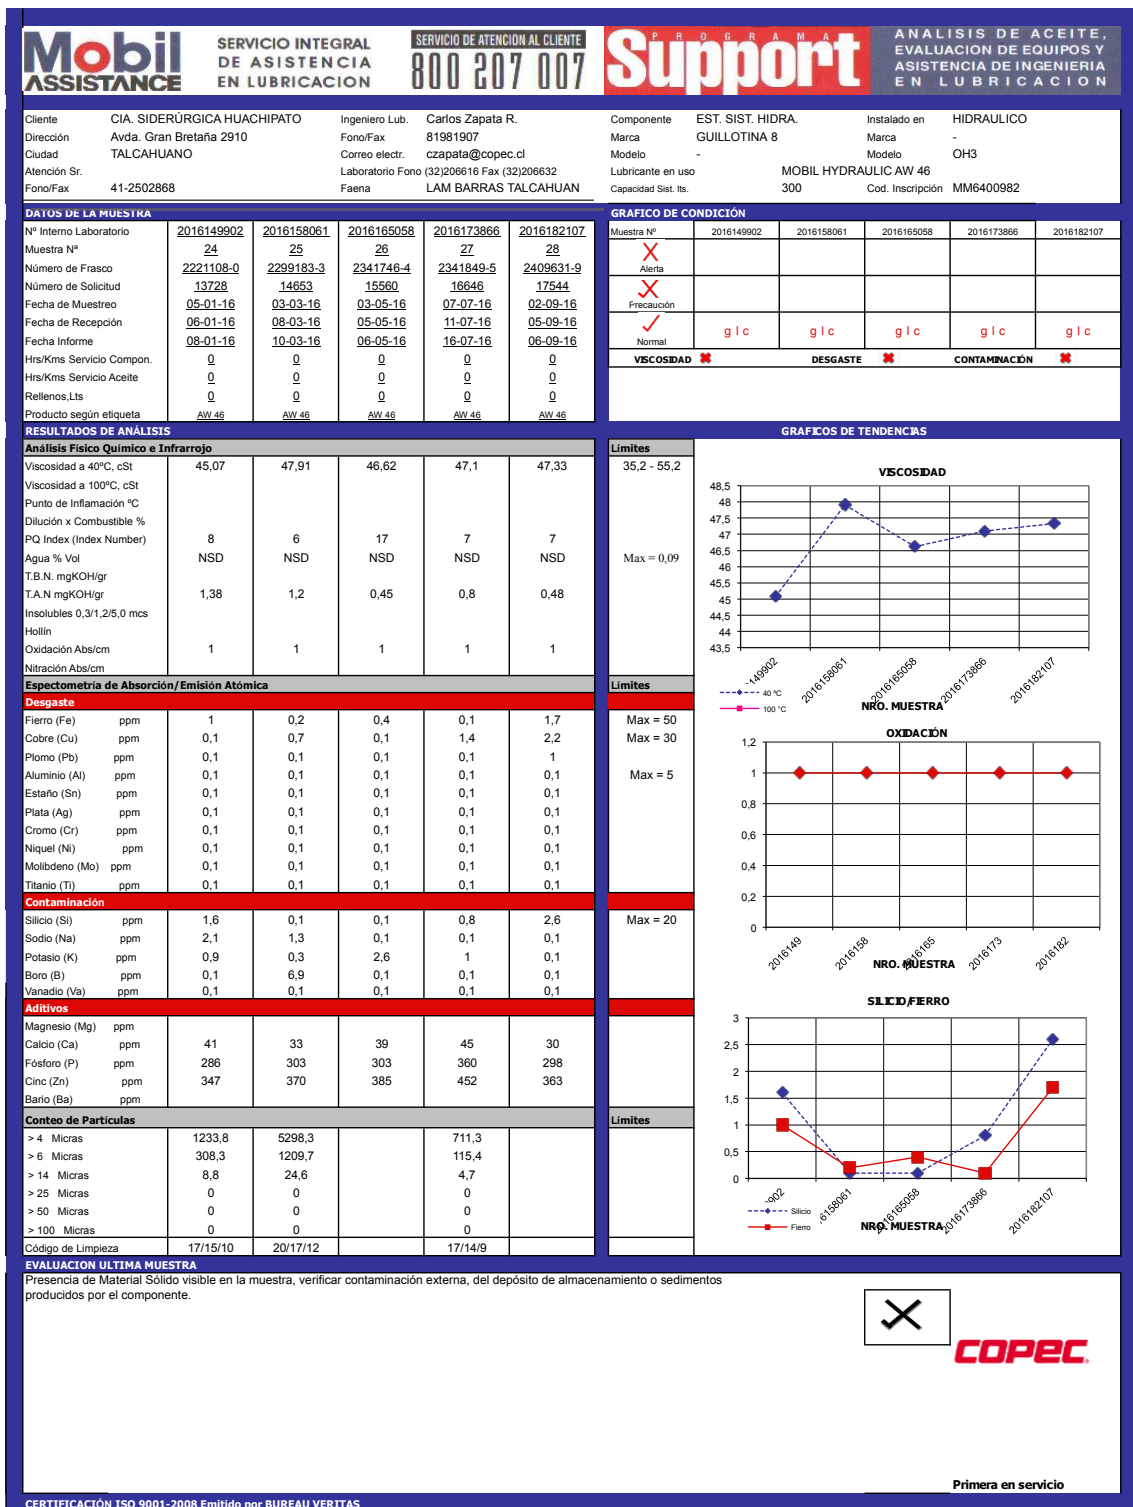 Mobil
ASSISTANCE
SERVICIO INTEGRAL
DE ASISTENCIA
EN LUBRICACION
SERVICIO DE ATENCION AL CLIENTE
800 207 007
PROGRAMA
Support
ANALISIS DE ACEITE,
EVALUACION DE EQUIPOS Y
ASISTENCIA DE INGENIERIA
EN LUBRICACION
Cliente CIA. SIDERÚRGICA HUACHIPATO Ingeniero Lub. Carlos Zapata R. Componente EST. SIST. HIDRA. Instalado en HIDRAULICO
Dirección Avda. Gran Bretaña 2910 Fono/Fax 81981907 Marca GUILLOTINA 8 Marca -
Ciudad TALCAHUANO Correo electr. czapata@copec.cl Modelo - Modelo OH3
Atención Sr. Laboratorio Fono (32)206616 Fax (32)206632 Lubricante en uso MOBIL HYDRAULIC AW 46
Fono/Fax 41-2502868 Faena LAM BARRAS TALCAHUAN Capacidad Sist. lts. 300 Cod. Inscripción MM6400982
DATOS DE LA MUESTRA
Nº Interno Laboratorio 2016149902 2016158061 2016165058 2016173866 2016182107
Muestra Nª 24 25 26 27 28
Número de Frasco 2221108-0 2299183-3 2341746-4 2341849-5 2409631-9
Número de Solicitud 13728 14653 15560 16646 17544
Fecha de Muestreo 05-01-16 03-03-16 03-05-16 07-07-16 02-09-16
Fecha de Recepción 06-01-16 08-03-16 05-05-16 11-07-16 05-09-16
Fecha Informe 08-01-16 10-03-16 06-05-16 16-07-16 06-09-16
Hrs/Kms Servicio Compon. 0 0 0 0 0
Hrs/Kms Servicio Aceite 0 0 0 0 0
Rellenos,Lts 0 0 0 0 0
Producto según etiqueta AW 46 AW 46 AW 46 AW 46 AW 46
GRAFICO DE CONDICIÓN
Muestra Nº 2016149902 2016158061 2016165058 2016173866 2016182107
Alerta
Precaución
Normal g l c g l c g l c g l c g l c
VISCOSIDAD DESGASTE CONTAMINACIÓN
RESULTADOS DE ANÁLISIS
Análisis Físico Químico e Infrarrojo Límites
Viscosidad a 40ºC, cSt 45,07 47,91 46,62 47,1 47,33 35,2 - 55,2
Viscosidad a 100ºC, cSt
Punto de Inflamación ºC
Dilución x Combustible %
PQ Index (Index Number) 8 6 17 7 7
Agua % Vol NSD NSD NSD NSD NSD Max = 0,09
T.B.N. mgKOH/gr
T.A.N mgKOH/gr 1,38 1,2 0,45 0,8 0,48
Insolubles 0,3/1,2/5,0 mcs
Hollín
Oxidación Abs/cm 1 1 1 1 1
Nitración Abs/cm
Espectometría de Absorción/Emisión Atómica Límites
Desgaste
Fierro (Fe) ppm 1 0,2 0,4 0,1 1,7 Max = 50
Cobre (Cu) ppm 0,1 0,7 0,1 1,4 2,2 Max = 30
Plomo (Pb) ppm 0,1 0,1 0,1 0,1 1
Aluminio (Al) ppm 0,1 0,1 0,1 0,1 0,1 Max = 5
Estaño (Sn) ppm 0,1 0,1 0,1 0,1 0,1
Plata (Ag) ppm 0,1 0,1 0,1 0,1 0,1
Cromo (Cr) ppm 0,1 0,1 0,1 0,1 0,1
Niquel (Ni) ppm 0,1 0,1 0,1 0,1 0,1
Molibdeno (Mo) ppm 0,1 0,1 0,1 0,1 0,1
Titanio (Ti) ppm 0,1 0,1 0,1 0,1 0,1
Contaminación
Silicio (Si) ppm 1,6 0,1 0,1 0,8 2,6 Max = 20
Sodio (Na) ppm 2,1 1,3 0,1 0,1 0,1
Potasio (K) ppm 0,9 0,3 2,6 1 0,1
Boro (B) ppm 0,1 6,9 0,1 0,1 0,1
Vanadio (Va) ppm 0,1 0,1 0,1 0,1 0,1
Aditivos
Magnesio (Mg) ppm
Calcio (Ca) ppm 41 33 39 45 30
Fósforo (P) ppm 286 303 303 360 298
Cinc (Zn) ppm 347 370 385 452 363
Bario (Ba) ppm
Conteo de Partículas Límites
> 4 Micras 1233,8 5298,3 711,3
> 6 Micras 308,3 1209,7 115,4
> 14 Micras 8,8 24,6 4,7
> 25 Micras 0 0 0
> 50 Micras 0 0 0
> 100 Micras 0 0 0
Código de Limpieza 17/15/10 20/17/12 17/14/9
GRAFICOS DE TENDENCIAS
VISCOSIDAD
48,5
48
47,5
47
46,5
46
45,5
45
44,5
44
43,5
149902 2016158061 2016165058 2016173866 2016182107
40 ºC
100 °C
NRO. MUESTRA
OXIDACIÓN
1,2
1
0,8
0,6
0,4
0,2
0
2016149 2016158 2016165 2016173 2016182
NRO. MUESTRA
SILICIO/FIERRO
3
2,5
2
1,5
1
0,5
0
9902 16158061 2016165058 2016173866 2016182107
Silicio
Fierro
NRO. MUESTRA
EVALUACION ULTIMA MUESTRA
Presencia de Material Sólido visible en la muestra, verificar contaminación externa, del depósito de almacenamiento o sedimentos
producidos por el componente.
COPEC
Primera en servicio
CERTIFICACIÓN ISO 9001-2008 Emitido por BUREAU VERITAS